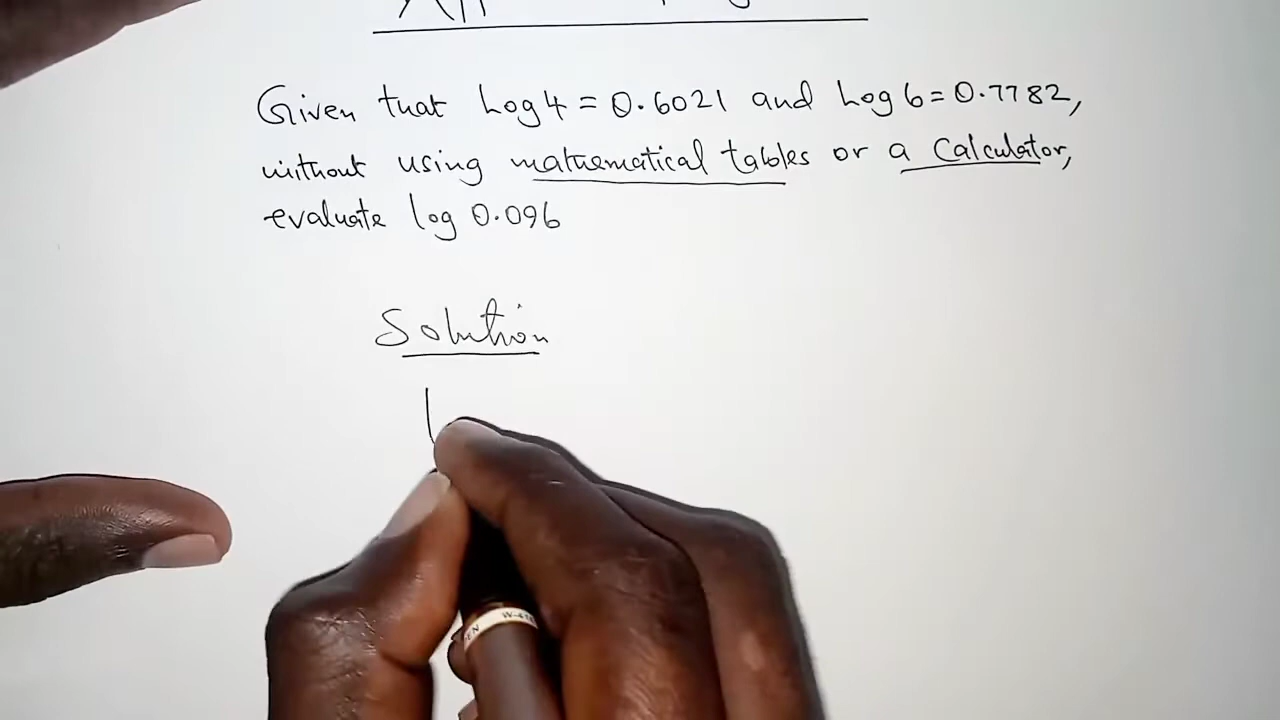 Given that Log 4 = 0.6021 and Log 6 = 0.7782,
without using mathematical tables or a Calculator,
evaluate log 0.096
Solution